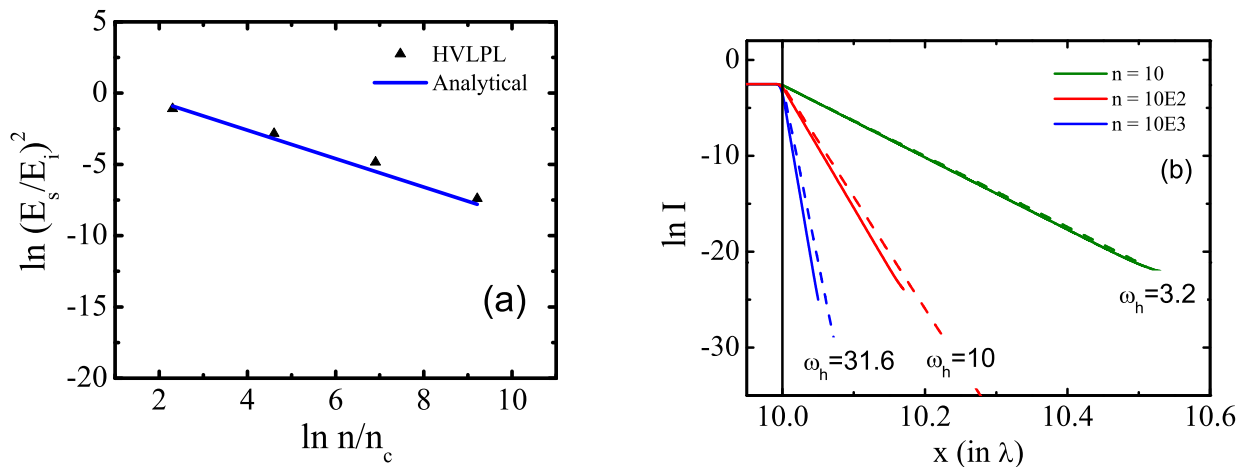 5
0
-5
-10
-15
-20
2
4
6
8
10
ln (E_s/E_i)^2
ln n/n_c
HVLPL
Analytical
(a)
0
-10
-20
-30
10.0
10.2
10.4
10.6
ln I
x (in λ)
n = 10
n = 10E2
n = 10E3
(b)
ω_h=3.2
ω_h=10
ω_h=31.6